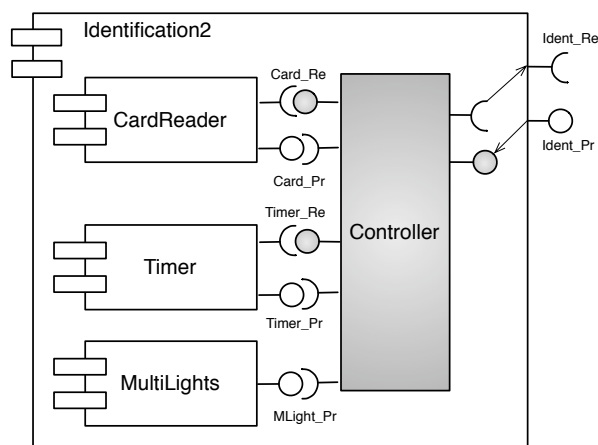 Identification2
Ident_Re
Card_Re
CardReader
Ident_Pr
Card_Pr
Timer_Re
Controller
Timer
Timer_Pr
MultiLights
MLight_Pr